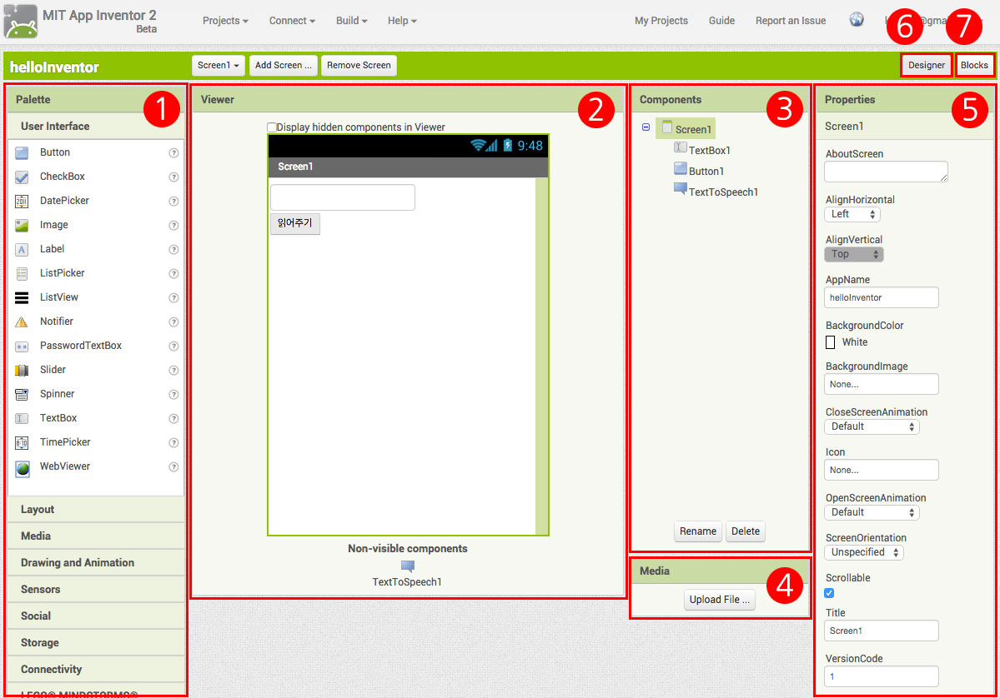 MIT App Inventor 2
Beta
Projects
Connect
Build
Help
My Projects
Guide
Report an Issue
6
7
helloInventor
Screen1
Add Screen ...
Remove Screen
Designer
Blocks
Palette
1
User Interface
Button
CheckBox
DatePicker
Image
Label
ListPicker
ListView
Notifier
PasswordTextBox
Slider
Spinner
TextBox
TimePicker
WebViewer
Layout
Media
Drawing and Animation
Sensors
Social
Storage
Connectivity
LEGO® MINDSTORMS®
Viewer
2
Display hidden components in Viewer
9:48
Screen1
읽어주기
Non-visible components
TextToSpeech1
Components
3
Screen1
TextBox1
Button1
TextToSpeech1
Rename
Delete
Media
4
Upload File ...
Properties
5
Screen1
AboutScreen
AlignHorizontal
Left
AlignVertical
Top
AppName
helloInventor
BackgroundColor
White
BackgroundImage
None...
CloseScreenAnimation
Default
Icon
None...
OpenScreenAnimation
Default
ScreenOrientation
Unspecified
Scrollable
Title
Screen1
VersionCode
1